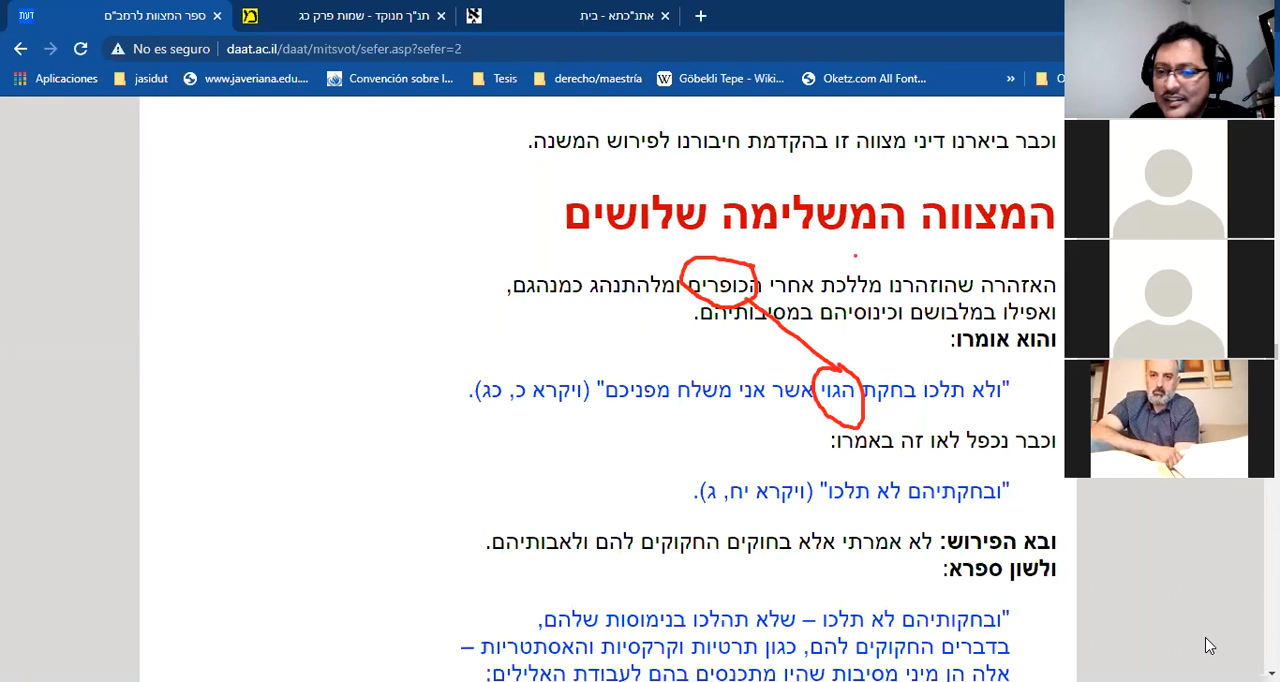 ספר המצוות לרמב"ם
תנ"ך מנוקד - שמות פרק כג
אתנ"כתא - בית
No es seguro
daat.ac.il/daat/mitsvot/sefer.asp?sefer=2
Aplicaciones
jasidut
www.javeriana.edu....
Convención sobre l...
Tesis
derecho/maestría
Göbekli Tepe - Wiki...
Oketz.com All Font...
»
O
וכבר ביארנו דיני מצווה זו בהקדמת חיבורנו לפירוש המשנה.
המצווה המשלימה שלושים
האזהרה שהוזהרנו מללכת אחרי הכופרים ומלהתנהג כמנהגם,
ואפילו במלבושם וכינוסיהם במסיבותיהם.
והוא אומרו:
"ולא תלכו בחקת הגוי אשר אני משלח מפניכם" (ויקרא כ, כג).
וכבר נכפל לאו זה באמרו:
"ובחקתיהם לא תלכו" (ויקרא יח, ג).
ובא הפירוש: לא אמרתי אלא בחוקים החקוקים להם ולאבותיהם.
ולשון ספרא:
"ובחקותיהם לא תלכו – שלא תהלכו בנימוסות שלהם,
בדברים החקוקים להם, כגון תרטיות וקרקסיות והאסתטריות –
אלה הן מיני מסיבות שהיו מתכנסים בהם לעבודת האלילים;